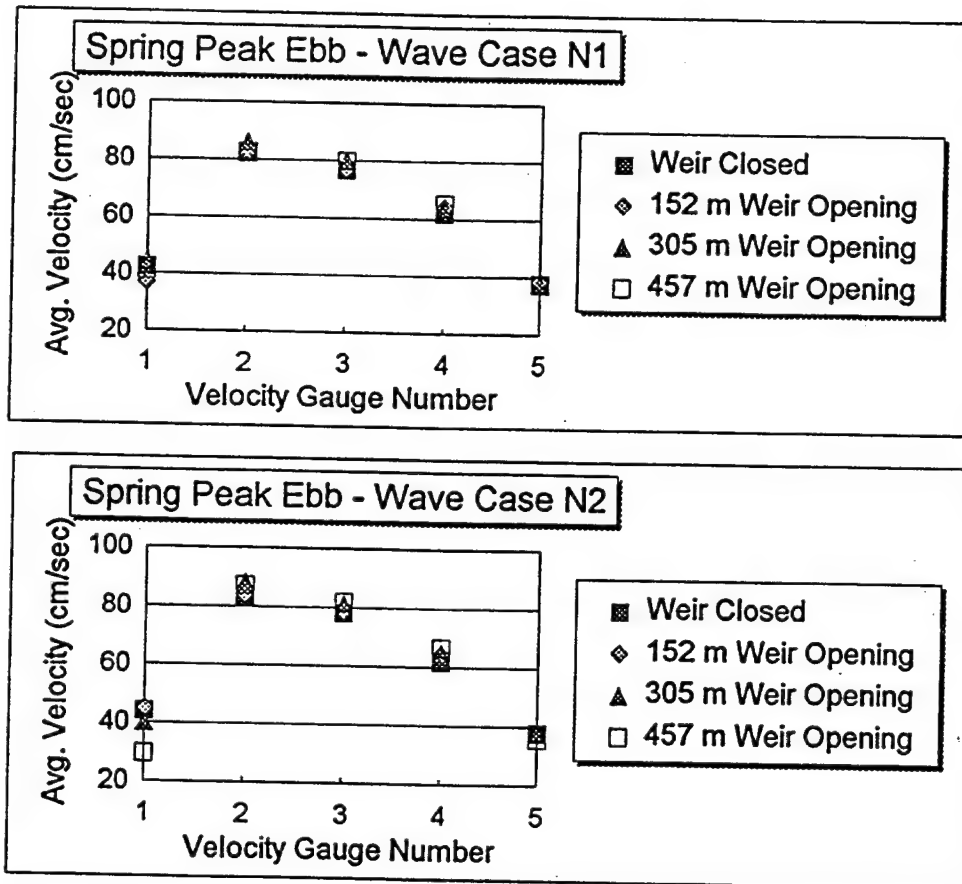 Spring Peak Ebb - Wave Case N1
Avg. Velocity (cm/sec)
100
80
60
40
20
1 2 3 4 5
Velocity Gauge Number
Weir Closed
152 m Weir Opening
305 m Weir Opening
457 m Weir Opening
Spring Peak Ebb - Wave Case N2
Avg. Velocity (cm/sec)
100
80
60
40
20
1 2 3 4 5
Velocity Gauge Number
Weir Closed
152 m Weir Opening
305 m Weir Opening
457 m Weir Opening